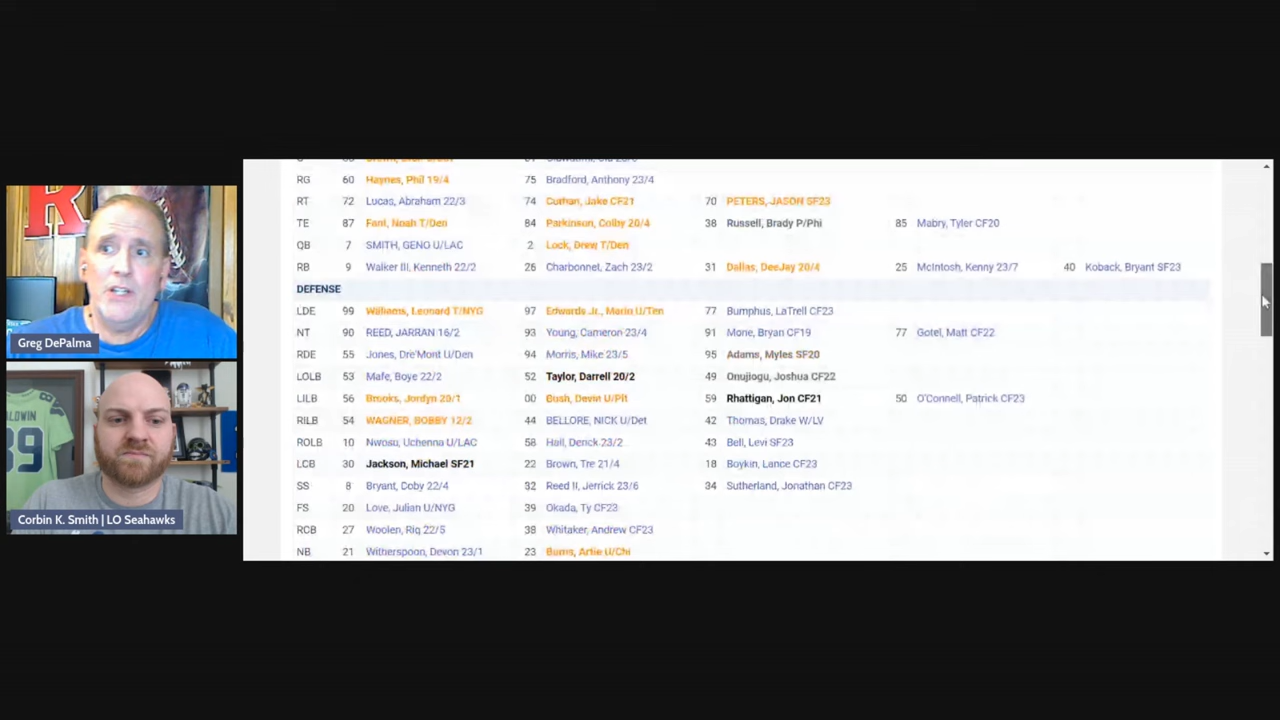 RG 60 Haynes, Phil 19/4 75 Bradford, Anthony 23/4
RT 72 Lucas, Abraham 22/3 74 Curhan, Jake CF21 70 PETERS, JASON SF23
TE 87 Fant, Noah T/Den 84 Parkinson, Colby 20/4 38 Russell, Brady P/Phi 85 Mabry, Tyler CF20
QB 7 SMITH, GENO U/LAC 2 Lock, Drew T/Den
RB 9 Walker III, Kenneth 22/2 26 Charbonnet, Zach 23/2 31 Dallas, DeeJay 20/4 25 McIntosh, Kenny 23/7 40 Koback, Bryant SF23
DEFENSE
LDE 99 Williams, Leonard T/NYG 97 Edwards Jr., Mario U/Ten 77 Bumphus, LaTrell CF23
NT 90 REED, JARRAN 16/2 93 Young, Cameron 23/4 91 Mone, Bryan CF19 77 Gotel, Matt CF22
RDE 55 Jones, Dre'Mont U/Den 94 Morris, Mike 23/5 95 Adams, Myles SF20
LOLB 53 Mafe, Boye 22/2 52 Taylor, Darrell 20/2 49 Onujiogu, Joshua CF22
LILB 56 Brooks, Jordyn 20/1 00 Bush, Devin U/Pit 59 Rhattigan, Jon CF21 50 O'Connell, Patrick CF23
RILB 54 WAGNER, BOBBY 12/2 44 BELLORE, NICK U/Det 42 Thomas, Drake W/LV
ROLB 10 Nwosu, Uchenna U/LAC 58 Hall, Derick 23/2 43 Bell, Levi SF23
LCB 30 Jackson, Michael SF21 22 Brown, Tre 21/4 18 Boykin, Lance CF23
SS 8 Bryant, Coby 22/4 32 Reed II, Jerrick 23/6 34 Sutherland, Jonathan CF23
FS 20 Love, Julian U/NYG 39 Okada, Ty CF23
RCB 27 Woolen, Riq 22/5 38 Whitaker, Andrew CF23
NB 21 Witherspoon, Devon 23/1 23 Burns, Artie U/Chi
R
Greg DePalma
89
Corbin K. Smith | LO Seahawks